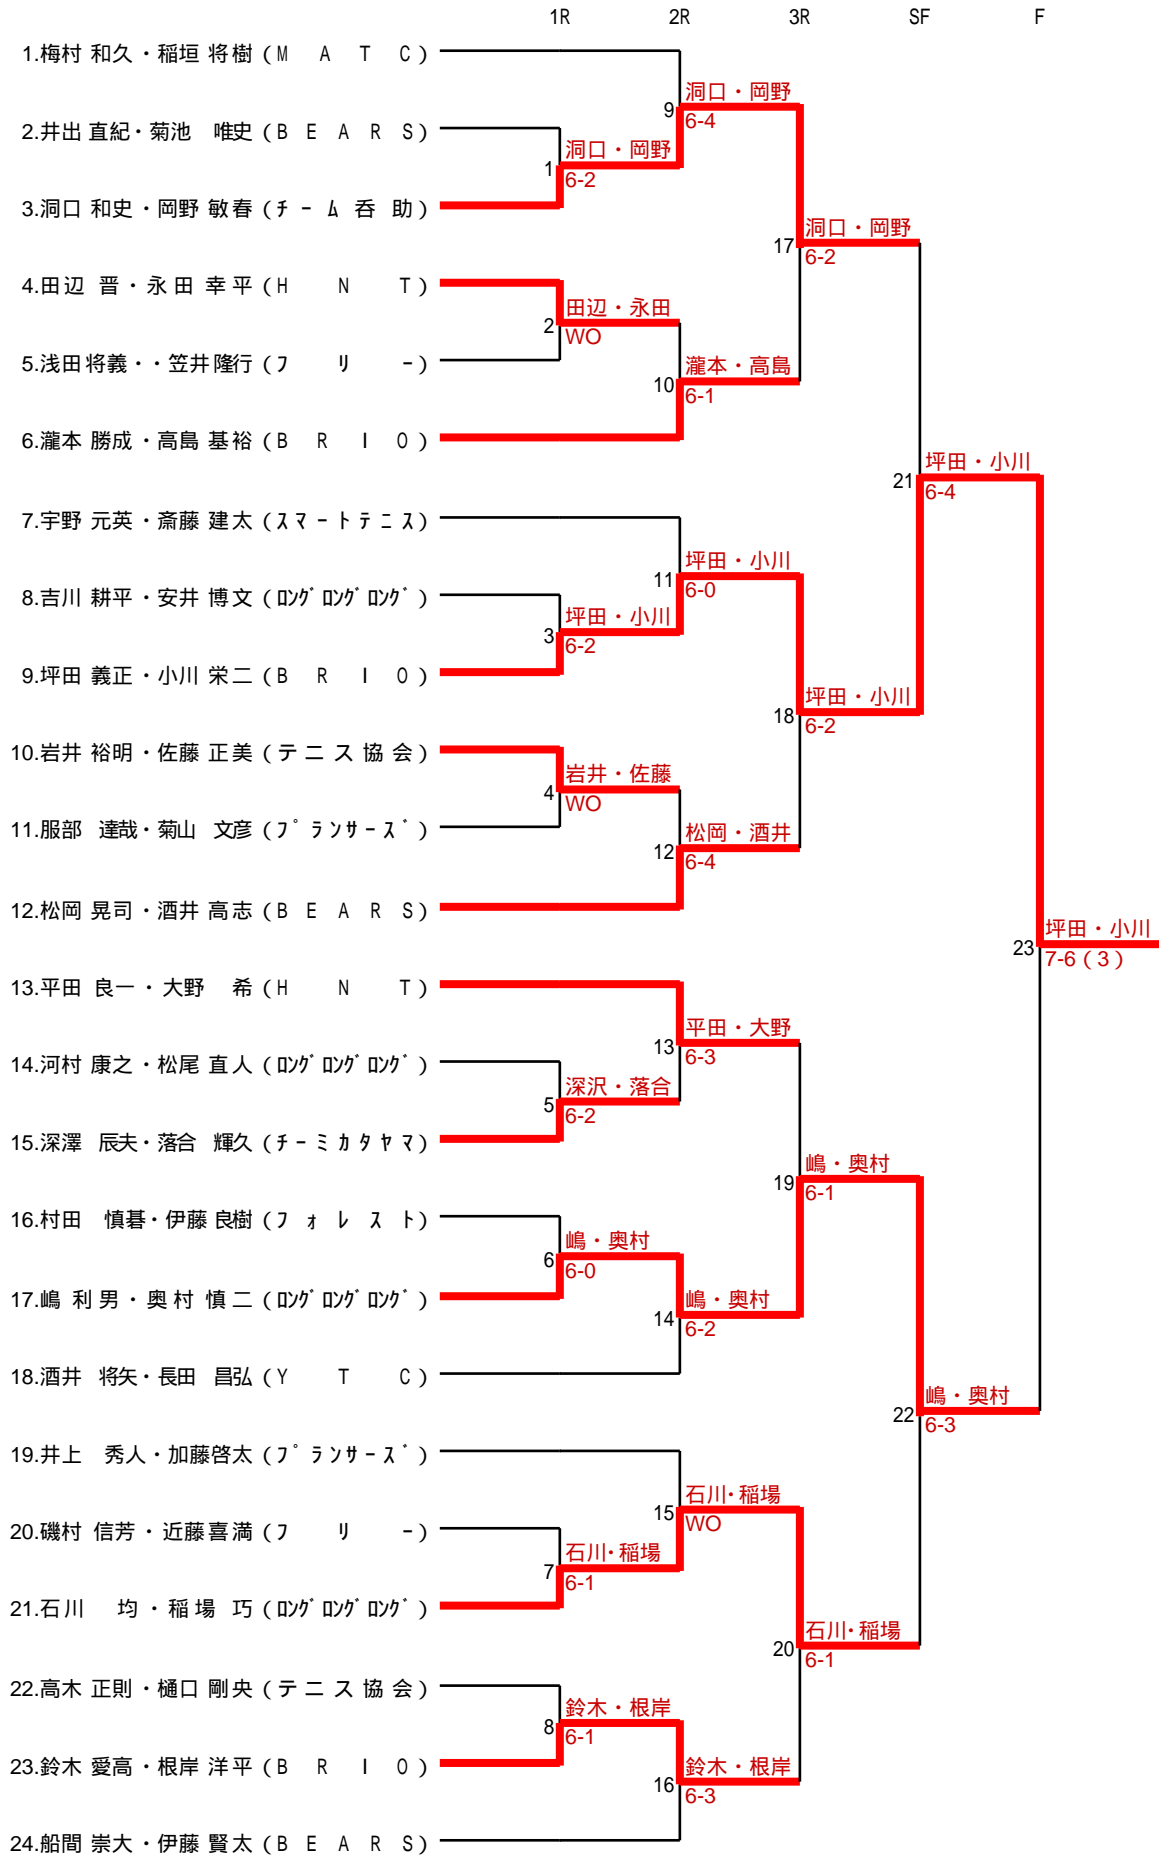 1R 2R 3R SF F
1.梅村 和久・稲垣 将樹 (M A T C)
洞口・岡野
9
6-4
2.井出 直紀・菊池 唯史 (B E A R S)
洞口・岡野
1
6-2
3.洞口 和史・岡野 敏春 (チーム呑助)
洞口・岡野
17
6-2
4.田辺 晋・永田 幸平 (H N T)
田辺・永田
2
WO
5.浅田将義・・笠井隆行 (フリー)
瀧本・高島
10
6-1
6.瀧本 勝成・高島 基裕 (B R I O)
坪田・小川
21
6-4
7.宇野 元英・斎藤 建太 (スマートテニス)
坪田・小川
11
6-0
8.吉川 耕平・安井 博文 (ロングロングロング)
坪田・小川
3
6-2
9.坪田 義正・小川 栄二 (B R I O)
坪田・小川
18
6-2
10.岩井 裕明・佐藤 正美 (テニス協会)
岩井・佐藤
4
WO
11.服部 達哉・菊山 文彦 (プランサーズ)
松岡・酒井
12
6-4
12.松岡 晃司・酒井 高志 (B E A R S)
坪田・小川
23
7-6(3)
13.平田 良一・大野 希 (H N T)
平田・大野
13
6-3
14.河村 康之・松尾 直人 (ロングロングロング)
深沢・落合
5
6-2
15.深澤 辰夫・落合 輝久 (チーミカタヤマ)
嶋・奥村
19
6-1
16.村田 慎碁・伊藤 良樹 (フォレスト)
嶋・奥村
6
6-0
17.嶋 利男・奥村 慎二 (ロングロングロング)
嶋・奥村
14
6-2
18.酒井 将矢・長田 昌弘 (Y T C)
嶋・奥村
22
6-3
19.井上 秀人・加藤啓太 (プランサーズ)
石川・稲場
15
WO
20.磯村 信芳・近藤喜満 (フリー)
石川・稲場
7
6-1
21.石川 均・稲場 巧 (ロングロングロング)
石川・稲場
20
6-1
22.高木 正則・樋口 剛央 (テニス協会)
鈴木・根岸
8
6-1
23.鈴木 愛高・根岸 洋平 (B R I O)
鈴木・根岸
16
6-3
24.船間 崇大・伊藤 賢太 (B E A R S)